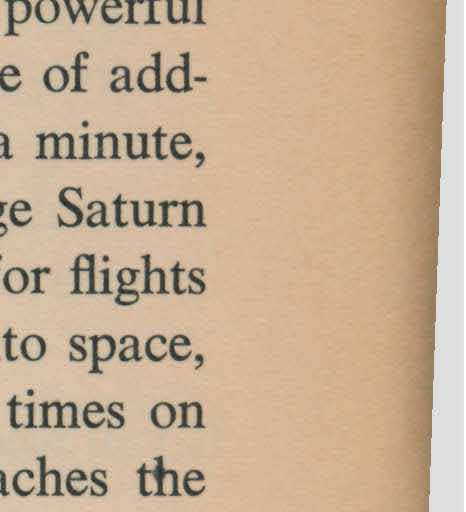 powerful
e of add-
a minute,
ge Saturn
for flights
to space,
times on
aches the